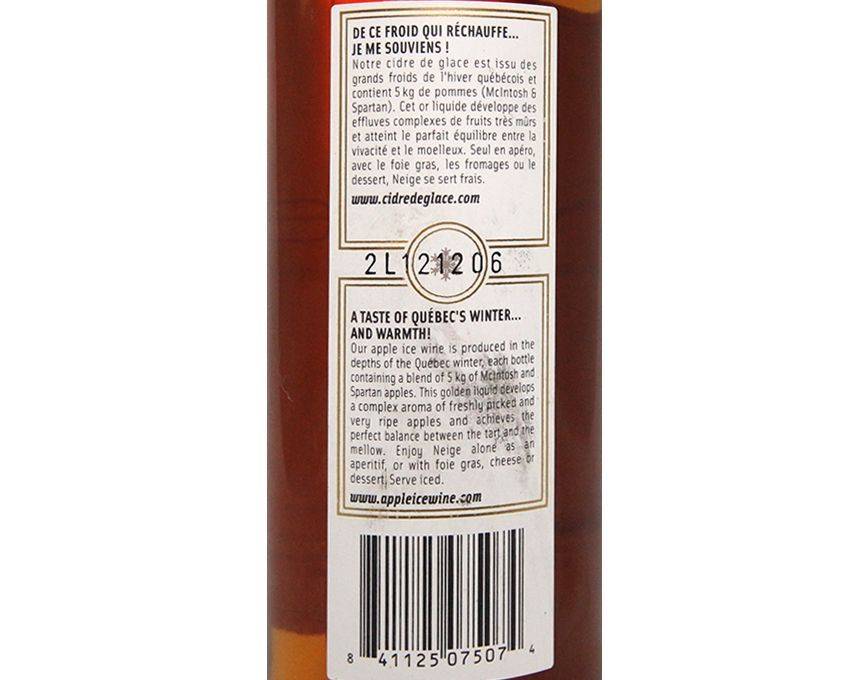 DE CE FROID QUI RÉCHAUFFE...
JE ME SOUVIENS !
Notre cidre de glace est issu des
grands froids de l'hiver québécois et
contient 5 kg de pommes (McIntosh &
Spartan). Cet or liquide développe des
effluves complexes de fruits très mûrs
et atteint le parfait équilibre entre la
vivacité et le moelleux. Seul en apéro,
avec le foie gras, les fromages ou le
dessert, Neige se sert frais.
www.cidredeglace.com
2L121206
A TASTE OF QUÉBEC'S WINTER...
AND WARMTH!
Our apple ice wine is produced in the
depths of the Québec winter, each bottle
containing a blend of 5 kg of McIntosh and
Spartan apples. This golden liquid develops
a complex aroma of freshly picked and
very ripe apples and achieves the
perfect balance between the tart and the
mellow. Enjoy Neige alone as an
aperitif, or with foie gras, cheese or
dessert. Serve iced.
www.appleicewine.com
8 41125 07507 4